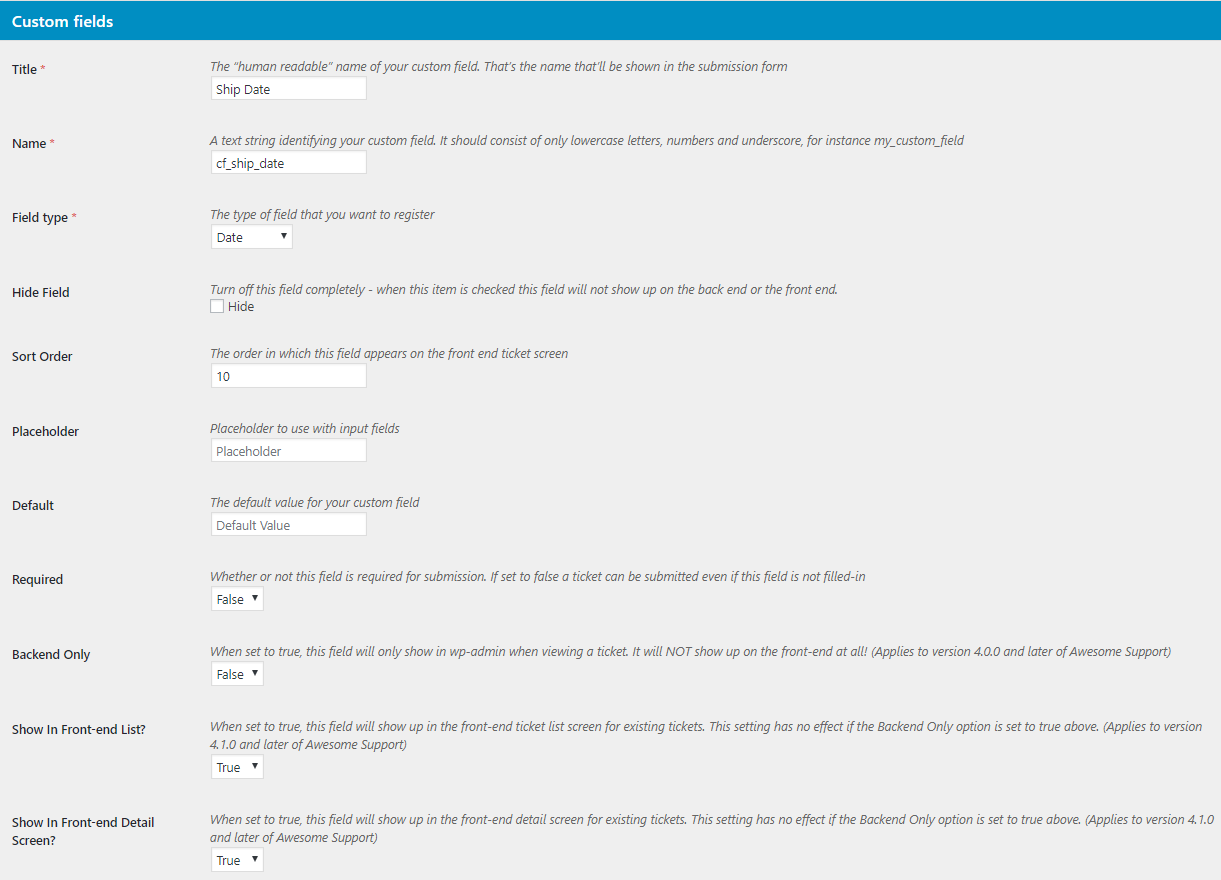 Custom fields
Title *
The “human readable” name of your custom field. That's the name that'll be shown in the submission form
Ship Date
Name *
A text string identifying your custom field. It should consist of only lowercase letters, numbers and underscore, for instance my_custom_field
cf_ship_date
Field type *
The type of field that you want to register
Date
Hide Field
Turn off this field completely - when this item is checked this field will not show up on the back end or the front end.
Hide
Sort Order
The order in which this field appears on the front end ticket screen
10
Placeholder
Placeholder to use with input fields
Placeholder
Default
The default value for your custom field
Default Value
Required
Whether or not this field is required for submission. If set to false a ticket can be submitted even if this field is not filled-in
False
Backend Only
When set to true, this field will only show in wp-admin when viewing a ticket. It will NOT show up on the front-end at all! (Applies to version 4.0.0 and later of Awesome Support)
False
Show In Front-end List?
When set to true, this field will show up in the front-end ticket list screen for existing tickets. This setting has no effect if the Backend Only option is set to true above. (Applies to version
4.1.0 and later of Awesome Support)
True
Show In Front-end Detail
Screen?
When set to true, this field will show up in the front-end detail screen for existing tickets. This setting has no effect if the Backend Only option is set to true above. (Applies to version 4.1.0
and later of Awesome Support)
True